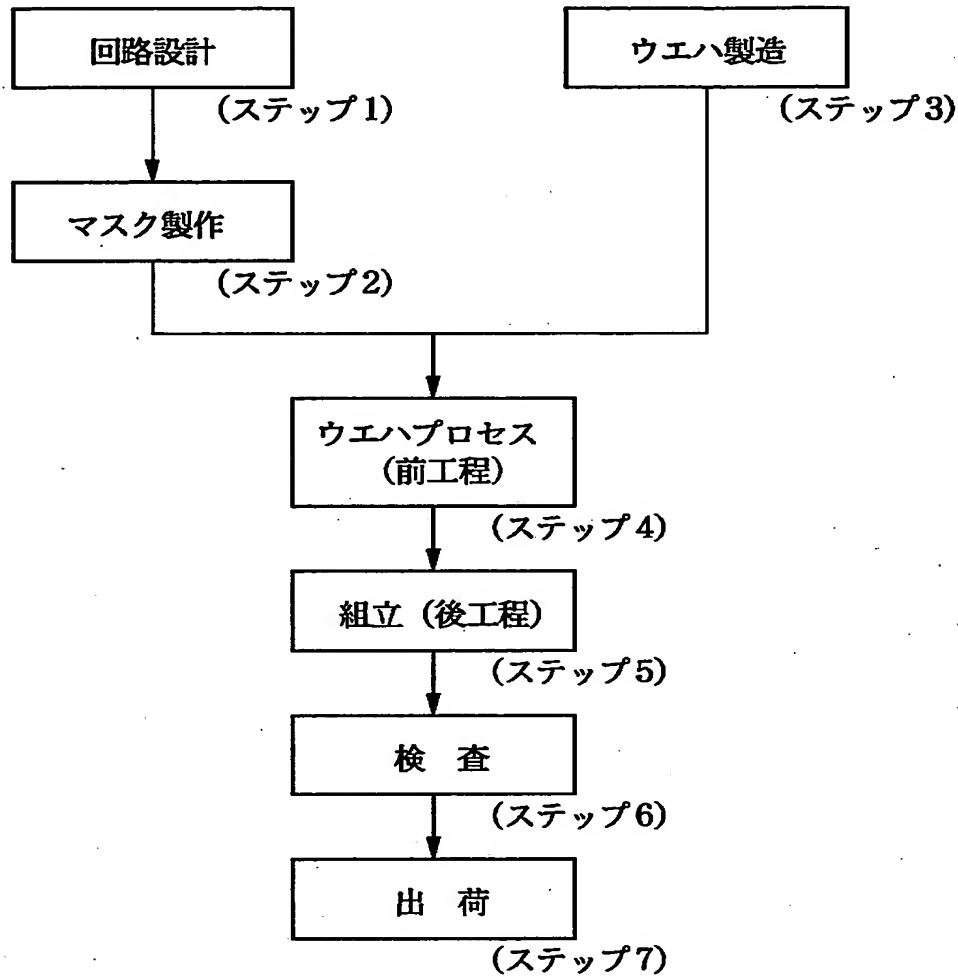 回路設計
(ステップ1)
ウエハ製造
(ステップ3)
マスク製作
(ステップ2)
ウエハプロセス
(前工程)
(ステップ4)
組立(後工程)
(ステップ5)
検 査
(ステップ6)
出 荷
(ステップ7)